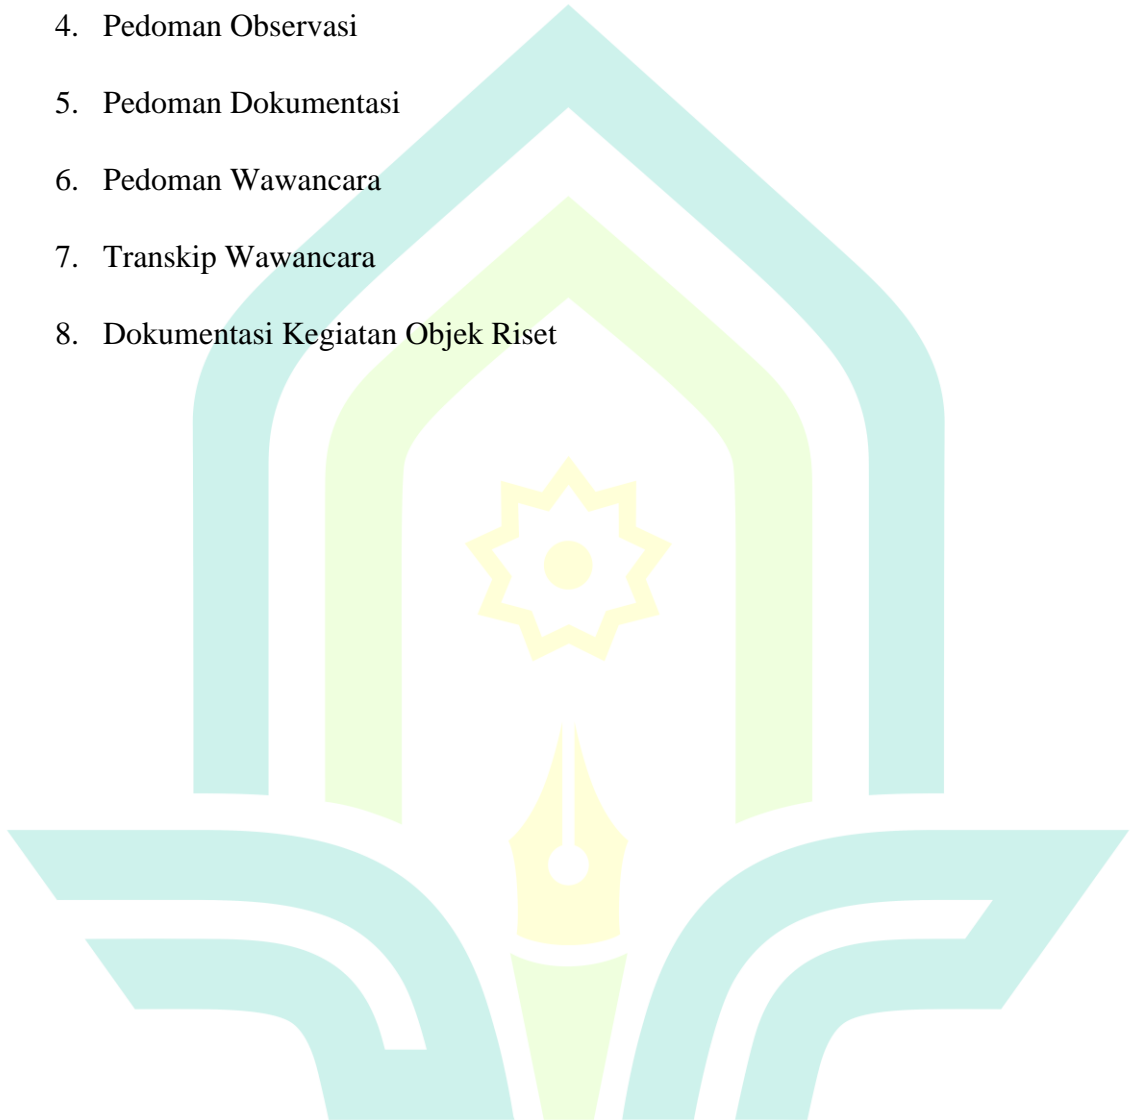 4. Pedoman Observasi
5. Pedoman Dokumentasi
6. Pedoman Wawancara
7. Transkip Wawancara
8. Dokumentasi Kegiatan Objek Riset